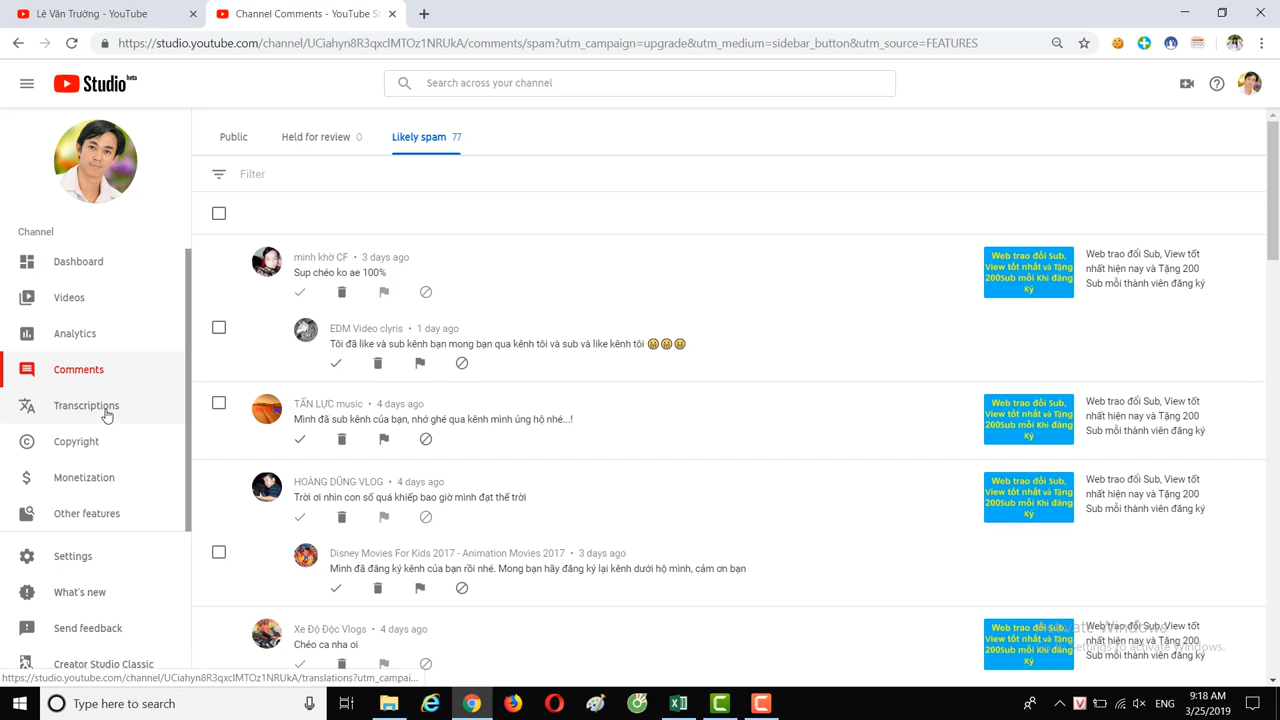 Lê Văn Trường - YouTube
Channel Comments - YouTube S
https://studio.youtube.com/channel/UCiahyn8R3qxclMTOz1NRUkA/comments/spam?utm_campaign=upgrade&utm_medium=sidebar_button&utm_source=FEATURES
Studio beta
Search across your channel
Public
Held for review 0
Likely spam 77
Filter
Channel
Dashboard
Videos
Analytics
Comments
Transcriptions
Copyright
Monetization
Other features
Settings
What's new
Send feedback
Creator Studio Classic
minh khờ CF • 3 days ago
Sup chéo ko ae 100%
Web trao đổi Sub,
View tốt nhất và Tặng
200Sub mỗi Khi đăng
Ký
Web trao đổi Sub, View tốt
nhất hiện nay và Tặng 200
Sub mỗi thành viên đăng ký
EDM Video clyris • 1 day ago
Tôi đã like và sub kênh bạn mong bạn qua kênh tôi và sub và like kênh tôi 😀😀😀
TẤN LỰC music • 4 days ago
Mình đã sub kênh của bạn, nhớ ghé qua kênh mình ủng hộ nhé...!
Web trao đổi Sub,
View tốt nhất và Tặng
200Sub mỗi Khi đăng
Ký
Web trao đổi Sub, View tốt
nhất hiện nay và Tặng 200
Sub mỗi thành viên đăng ký
HOÀNG DŨNG VLOG • 4 days ago
Trời ơi nhìn con số quá khiếp bao giờ mình đạt thế trời
Web trao đổi Sub,
View tốt nhất và Tặng
200Sub mỗi Khi đăng
Ký
Web trao đổi Sub, View tốt
nhất hiện nay và Tặng 200
Sub mỗi thành viên đăng ký
Disney Movies For Kids 2017 - Animation Movies 2017 • 3 days ago
Mình đã đăng ký kênh của bạn rồi nhé. Mong bạn hãy đăng ký lại kênh dưới hộ mình, cảm ơn bạn
Xe Độ Độc Vlogs • 4 days ago
Chéo ca nha oi
Web trao đổi Sub,
View tốt nhất và Tặng
200Sub mỗi Khi đăng
Ký
Web trao đổi Sub, View tốt
nhất hiện nay và Tặng 200
Sub mỗi thành viên đăng ký
Activate Windows
Settings to activate Windows.
https://studio.youtube.com/channel/UCiahyn8R3qxclMTOz1NRUkA/translations?utm_campai...
Type here to search
9:18 AM
3/25/2019